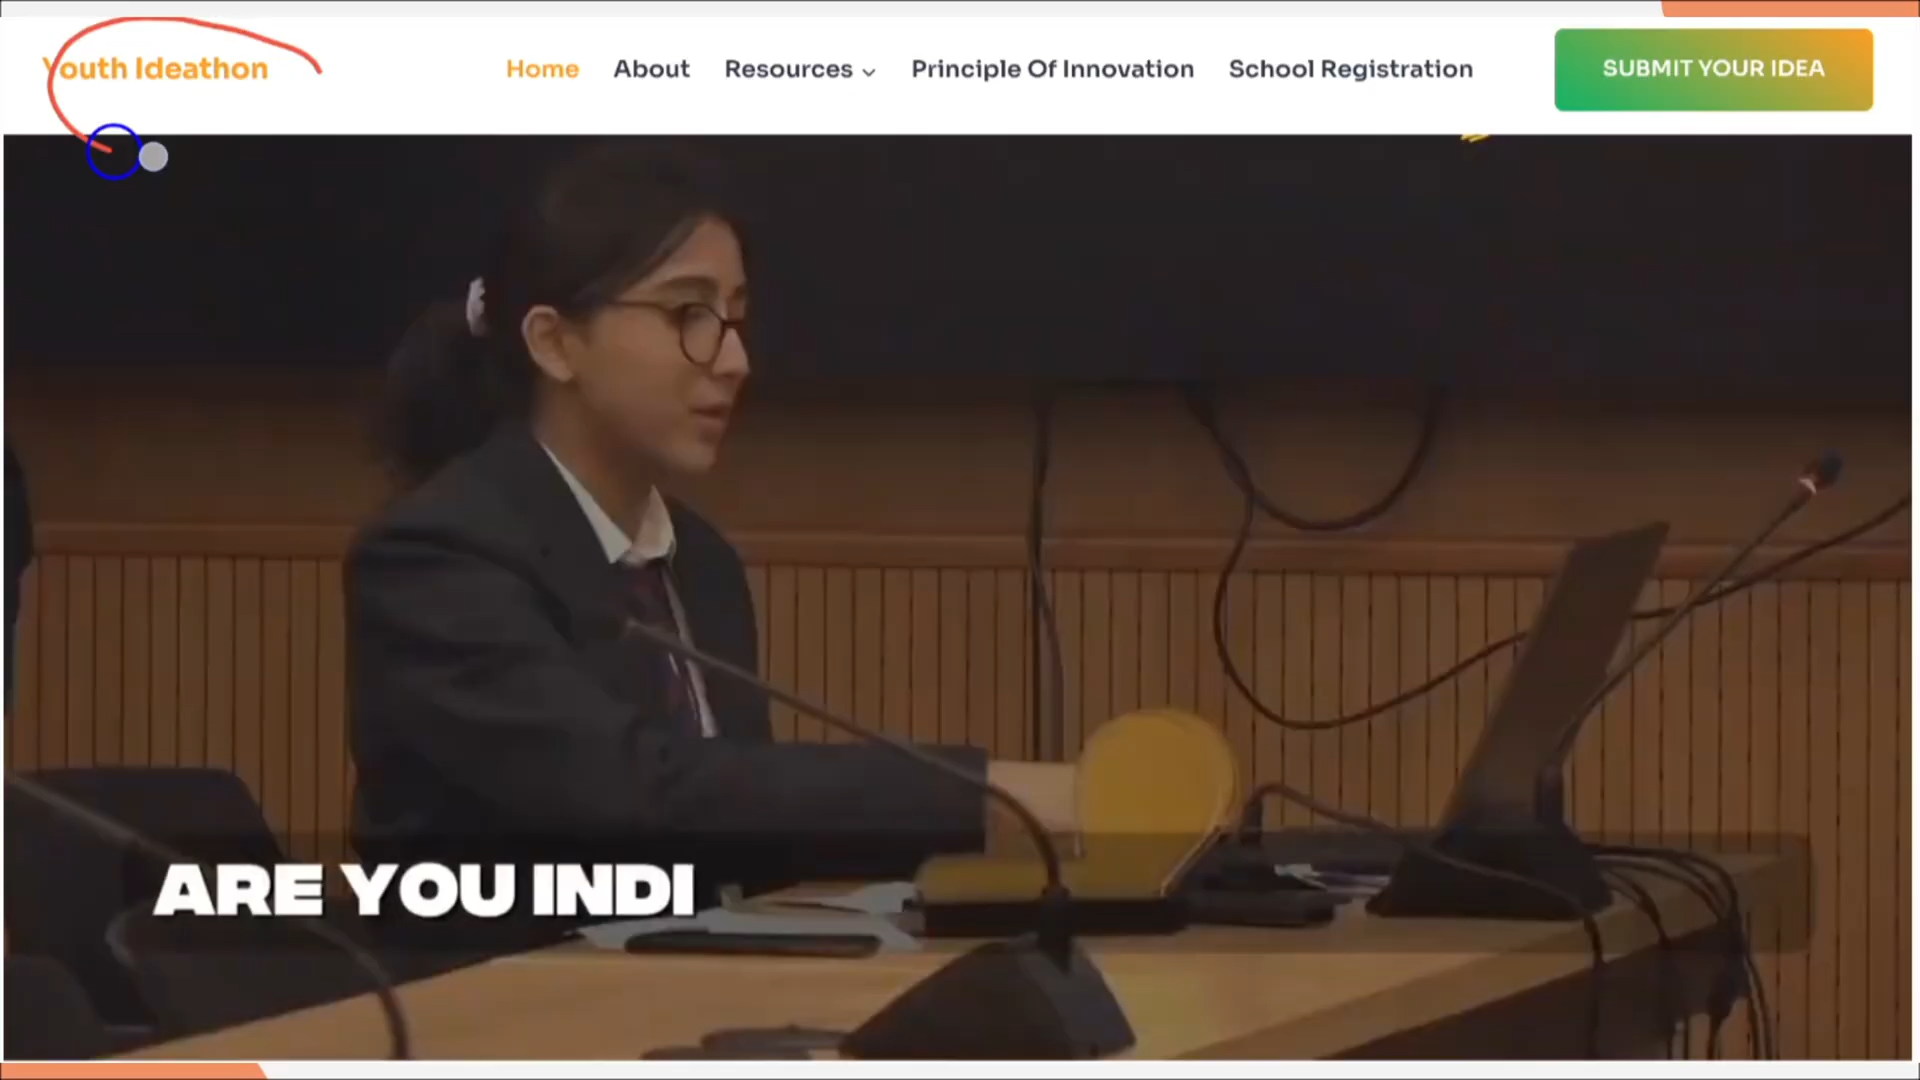 Youth Ideathon
Home About Resources Principle Of Innovation School Registration SUBMIT YOUR IDEA
ARE YOU INDI